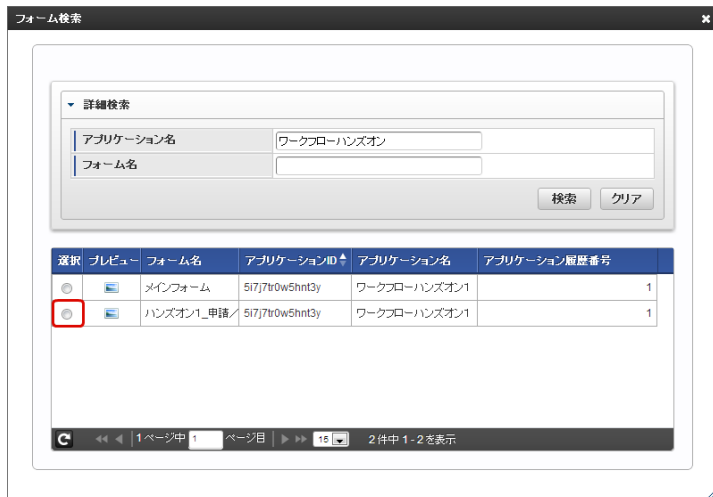 フォーム検索
詳細検索
アプリケーション名 ワークフローハンズオン
フォーム名
検索 クリア
選択 プレビュー フォーム名 アプリケーションID アプリケーション名 アプリケーション履歴番号
メインフォーム 5i7j7tr0w5hnt3y ワークフローハンズオン1 1
ハンズオン1_申請／ 5i7j7tr0w5hnt3y ワークフローハンズオン1 1
1ページ中 1 ページ目 15 2件中 1 - 2 を表示